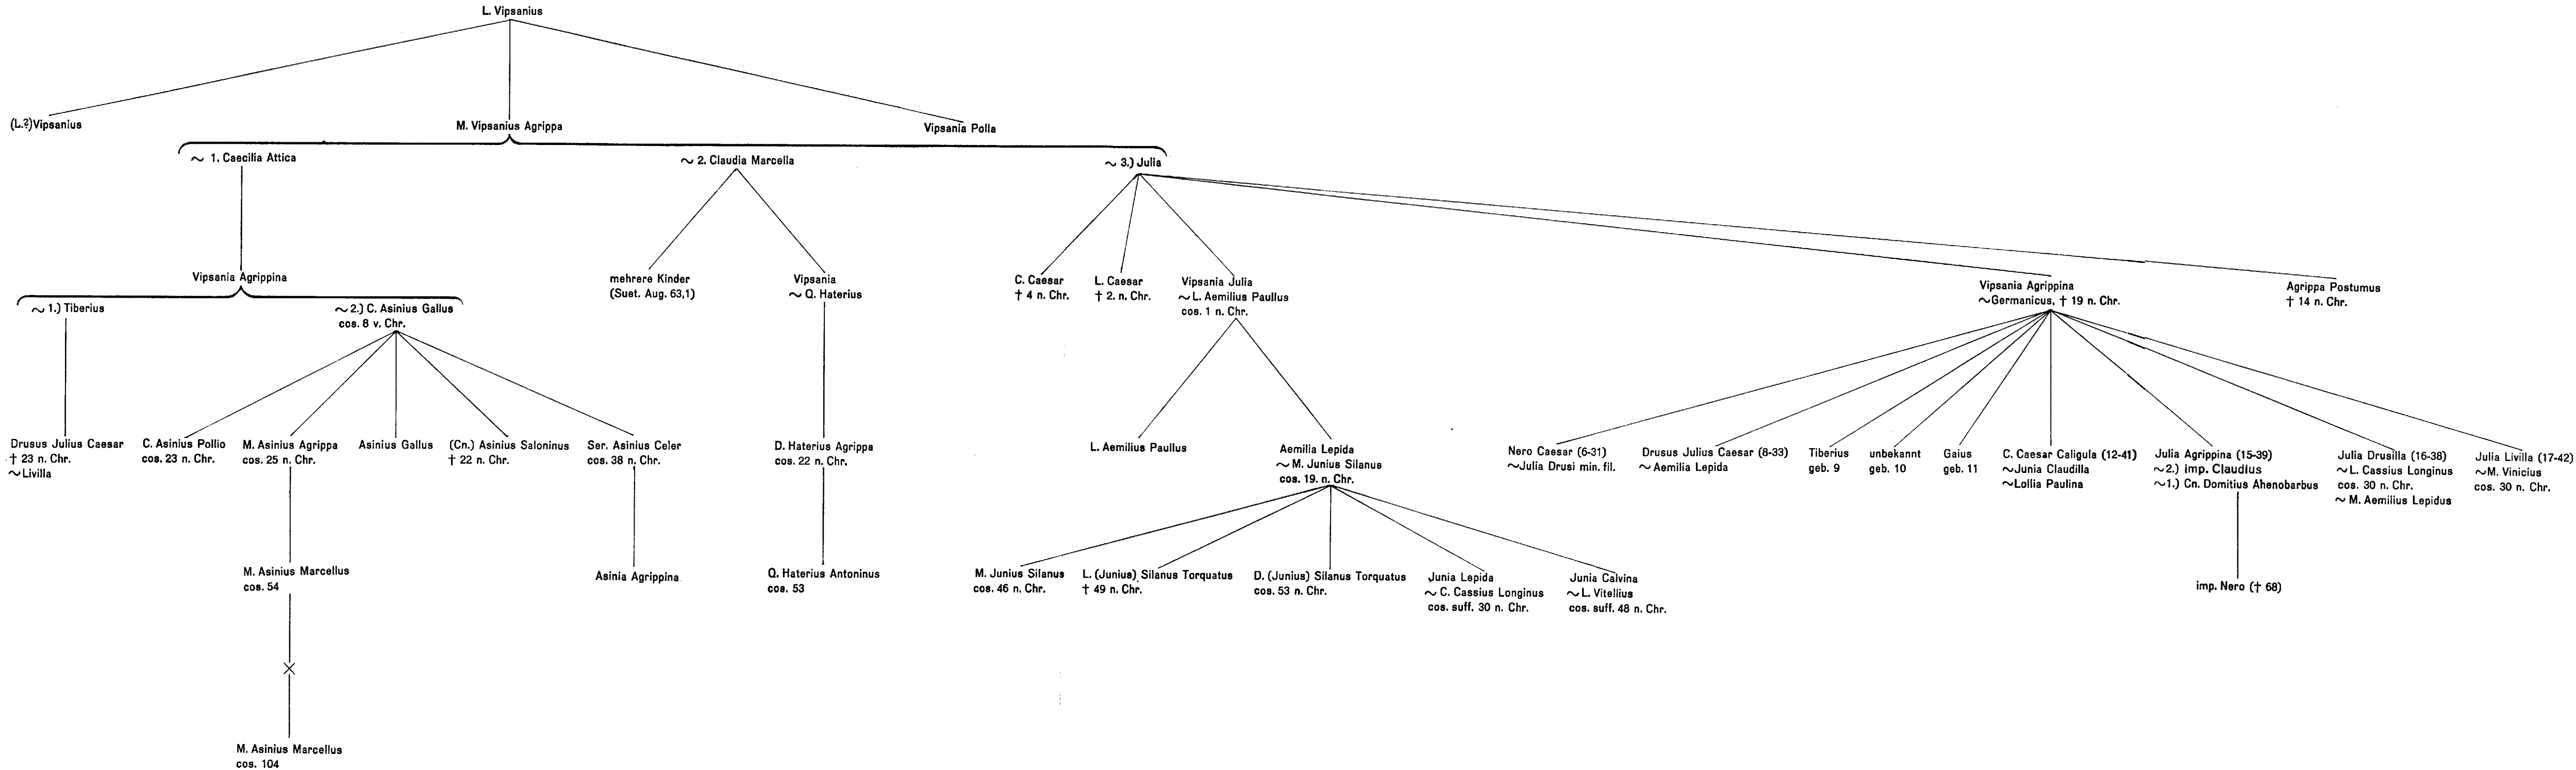 L. Vipsanius
(L.?)Vipsanius
M. Vipsanius Agrippa
Vipsania Polla
~ 1. Caecilia Attica
~ 2. Claudia Marcella
~ 3.) Julia
Vipsania Agrippina
mehrere Kinder
(Suet. Aug. 63,1)
Vipsania
~ Q. Haterius
C. Caesar
† 4 n. Chr.
L. Caesar
† 2. n. Chr.
Vipsania Julia
~ L. Aemilius Paullus
cos. 1 n. Chr.
Vipsania Agrippina
~ Germanicus, † 19 n. Chr.
Agrippa Postumus
† 14 n. Chr.
~ 1.) Tiberius
~ 2.) C. Asinius Gallus
cos. 8 v. Chr.
Drusus Julius Caesar
† 23 n. Chr.
~ Livilla
C. Asinius Pollio
cos. 23 n. Chr.
M. Asinius Agrippa
cos. 25 n. Chr.
Asinius Gallus
(Cn.) Asinius Saloninus
† 22 n. Chr.
Ser. Asinius Celer
cos. 38 n. Chr.
D. Haterius Agrippa
cos. 22 n. Chr.
L. Aemilius Paullus
Aemilia Lepida
~ M. Junius Silanus
cos. 19. n. Chr.
Nero Caesar (6-31)
~ Julia Drusi min. fil.
Drusus Julius Caesar (8-33)
~ Aemilia Lepida
Tiberius
geb. 9
unbekannt
geb. 10
Gaius
geb. 11
C. Caesar Caligula (12-41)
~ Junia Claudilla
~ Lollia Paulina
Julia Agrippina (15-39)
~ 2.) imp. Claudius
~ 1.) Cn. Domitius Ahenobarbus
Julia Drusilla (16-38)
~ L. Cassius Longinus
cos. 30 n. Chr.
~ M. Aemilius Lepidus
Julia Livilla (17-42)
~ M. Vinicius
cos. 30 n. Chr.
M. Asinius Marcellus
cos. 54
Asinia Agrippina
Q. Haterius Antoninus
cos. 53
M. Junius Silanus
cos. 46 n. Chr.
L. (Junius) Silanus Torquatus
† 49 n. Chr.
D. (Junius) Silanus Torquatus
cos. 53 n. Chr.
Junia Lepida
~ C. Cassius Longinus
cos. suff. 30 n. Chr.
Junia Calvina
~ L. Vitellius
cos. suff. 48 n. Chr.
imp. Nero († 68)
M. Asinius Marcellus
cos. 104